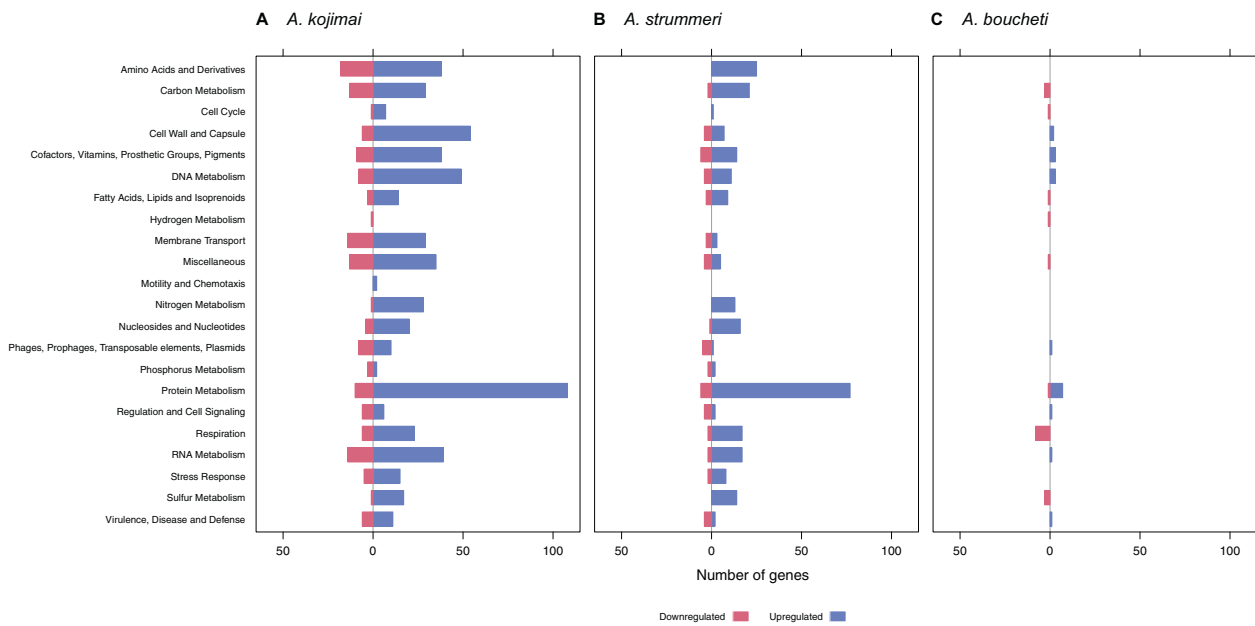 A A. kojimai
B A. strummeri
C A. boucheti
Amino Acids and Derivatives
Carbon Metabolism
Cell Cycle
Cell Wall and Capsule
Cofactors, Vitamins, Prosthetic Groups, Pigments
DNA Metabolism
Fatty Acids, Lipids and Isoprenoids
Hydrogen Metabolism
Membrane Transport
Miscellaneous
Motility and Chemotaxis
Nitrogen Metabolism
Nucleosides and Nucleotides
Phages, Prophages, Transposable elements, Plasmids
Phosphorus Metabolism
Protein Metabolism
Regulation and Cell Signaling
Respiration
RNA Metabolism
Stress Response
Sulfur Metabolism
Virulence, Disease and Defense
50 0 50 100
50 0 50 100
50 0 50 100
Number of genes
Downregulated Upregulated